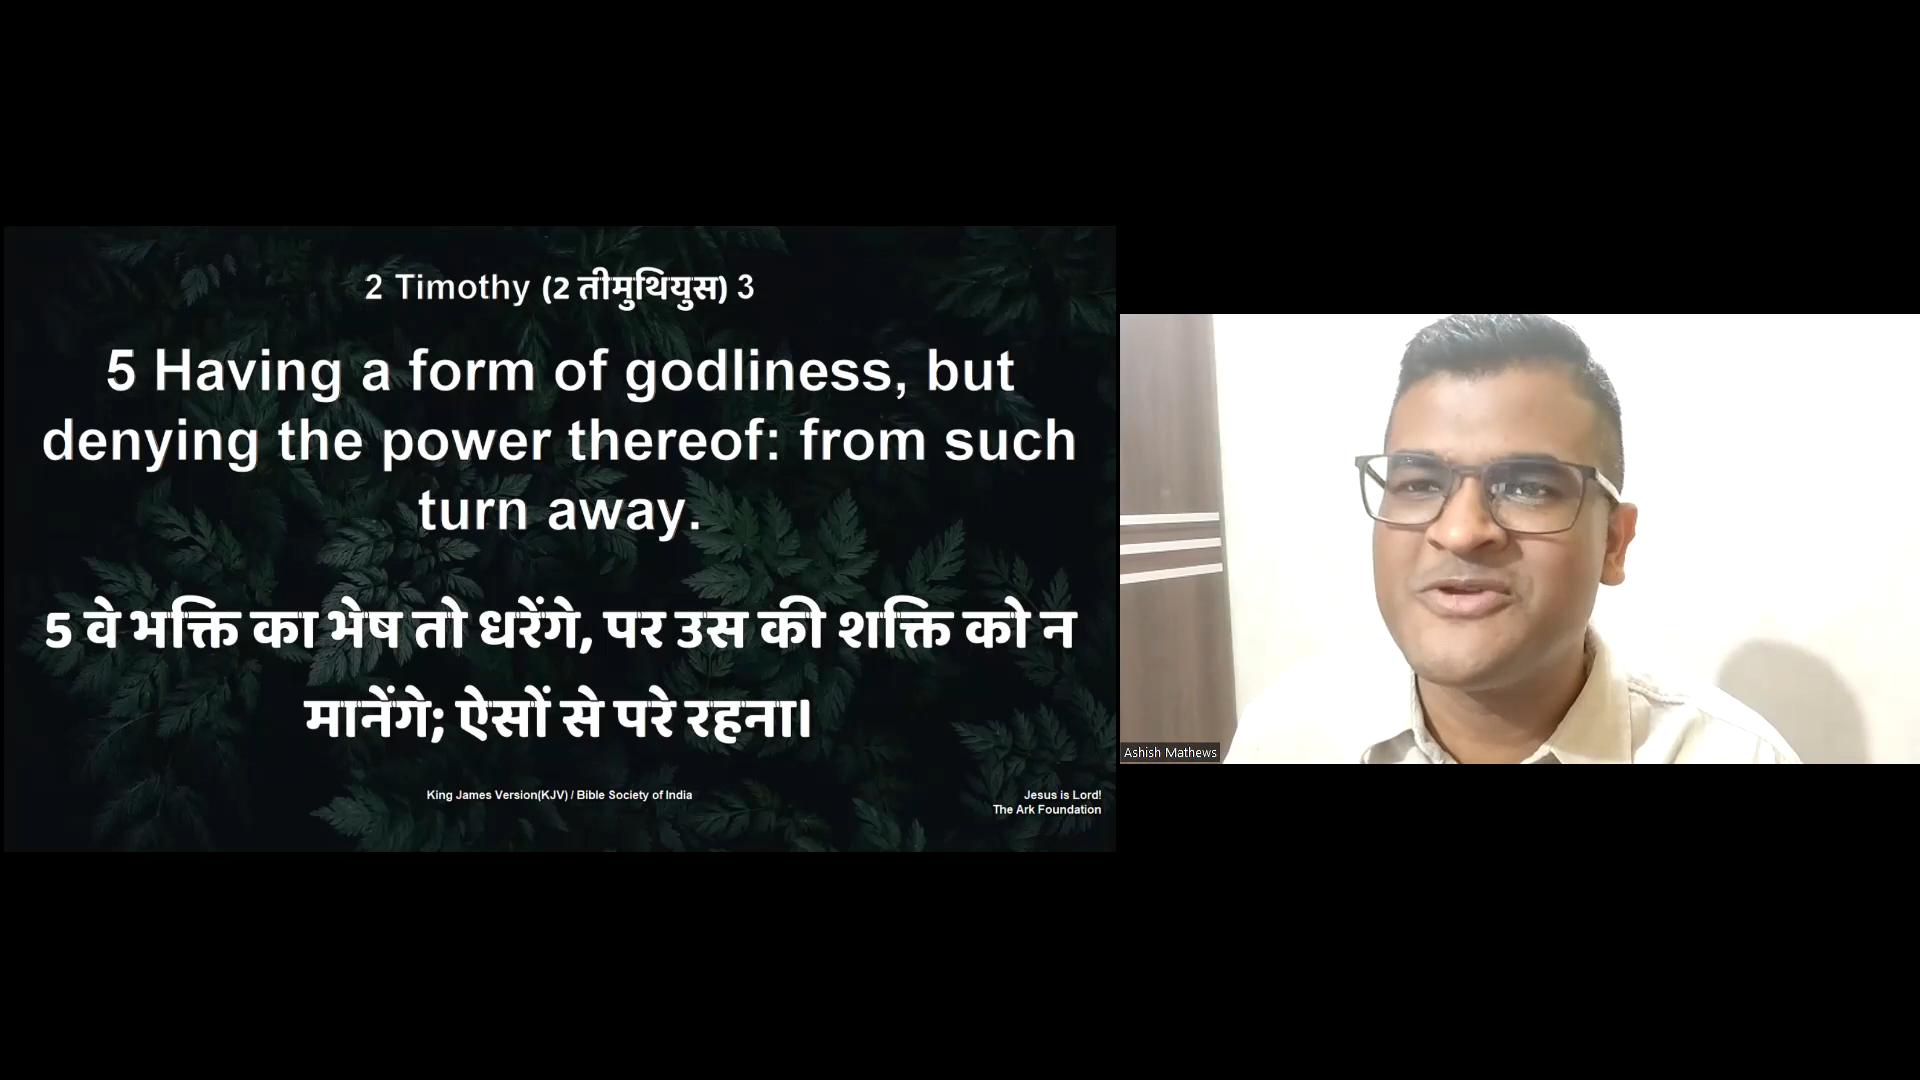 2 Timothy (2 तीमुथियुस) 3
5 Having a form of godliness, but
denying the power thereof: from such
turn away.
5 वे भक्ति का भेष तो धरेंगे, पर उस की शक्ति को न
मानेंगे; ऐसों से परे रहना।
King James Version(KJV) / Bible Society of India
Jesus is Lord!
The Ark Foundation
Ashish Mathews